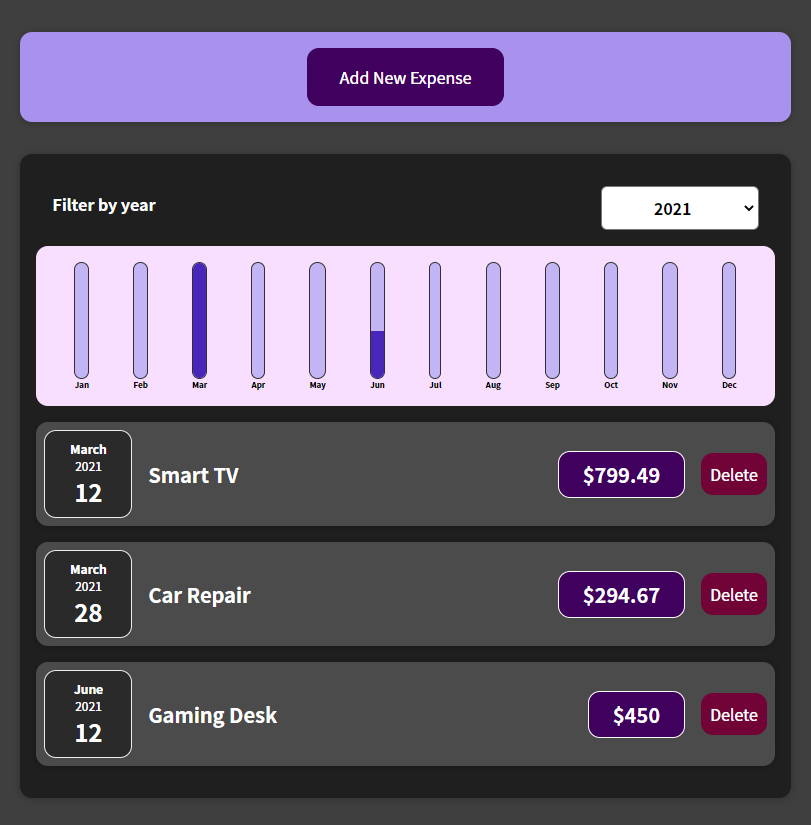 Add New Expense
Filter by year
2021
Jan Feb Mar Apr May Jun Jul Aug Sep Oct Nov Dec
March
2021
12
Smart TV
$799.49
Delete
March
2021
28
Car Repair
$294.67
Delete
June
2021
12
Gaming Desk
$450
Delete